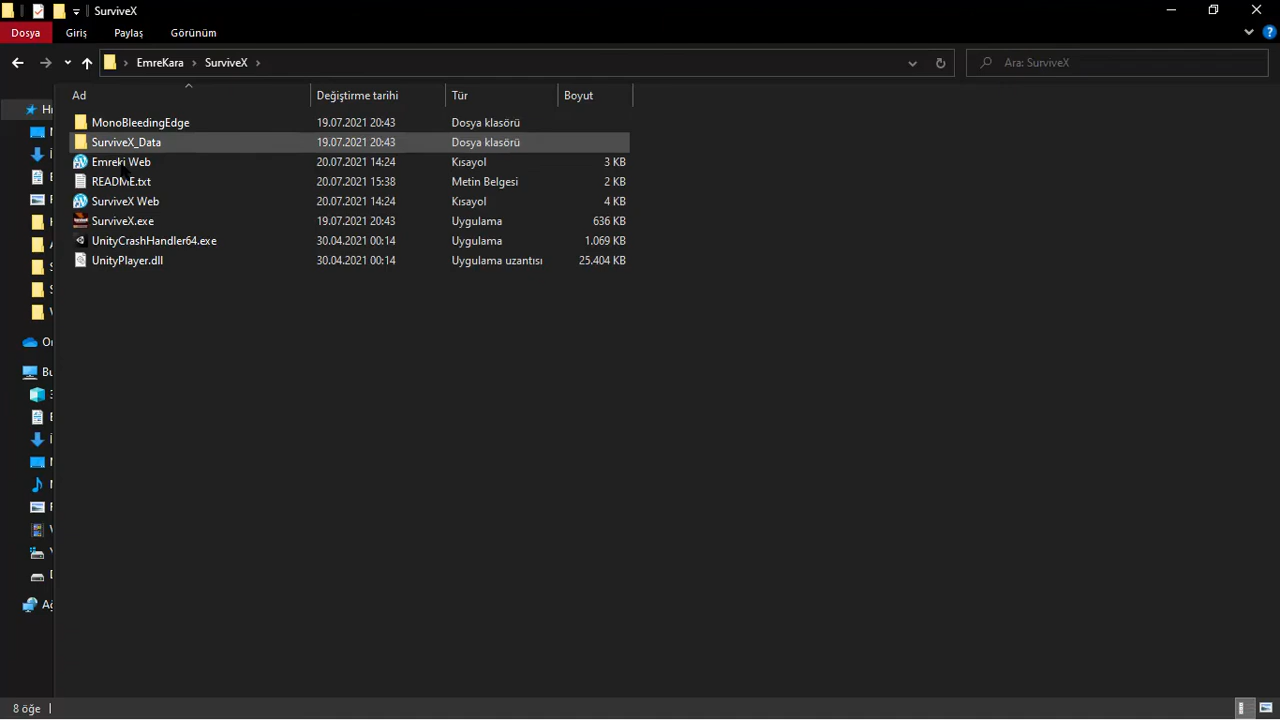 SurviveX
Dosya Giriş Paylaş Görünüm
EmreKara SurviveX
Ara: SurviveX
Ad Değiştirme tarihi Tür Boyut
MonoBleedingEdge 19.07.2021 20:43 Dosya klasörü
SurviveX_Data 19.07.2021 20:43 Dosya klasörü
Emreki Web 20.07.2021 14:24 Kısayol 3 KB
README.txt 20.07.2021 15:38 Metin Belgesi 2 KB
SurviveX Web 20.07.2021 14:24 Kısayol 4 KB
SurviveX.exe 19.07.2021 20:43 Uygulama 636 KB
UnityCrashHandler64.exe 30.04.2021 00:14 Uygulama 1.069 KB
UnityPlayer.dll 30.04.2021 00:14 Uygulama uzantısı 25.404 KB
8 öğe